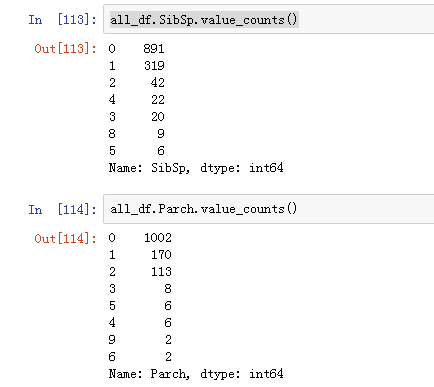 In [113]: all_df.SibSp.value_counts()
Out[113]: 0 891
1 319
2 42
4 22
3 20
8 9
5 6
Name: SibSp, dtype: int64
In [114]: all_df.Parch.value_counts()
Out[114]: 0 1002
1 170
2 113
3 8
5 6
4 6
9 2
6 2
Name: Parch, dtype: int64